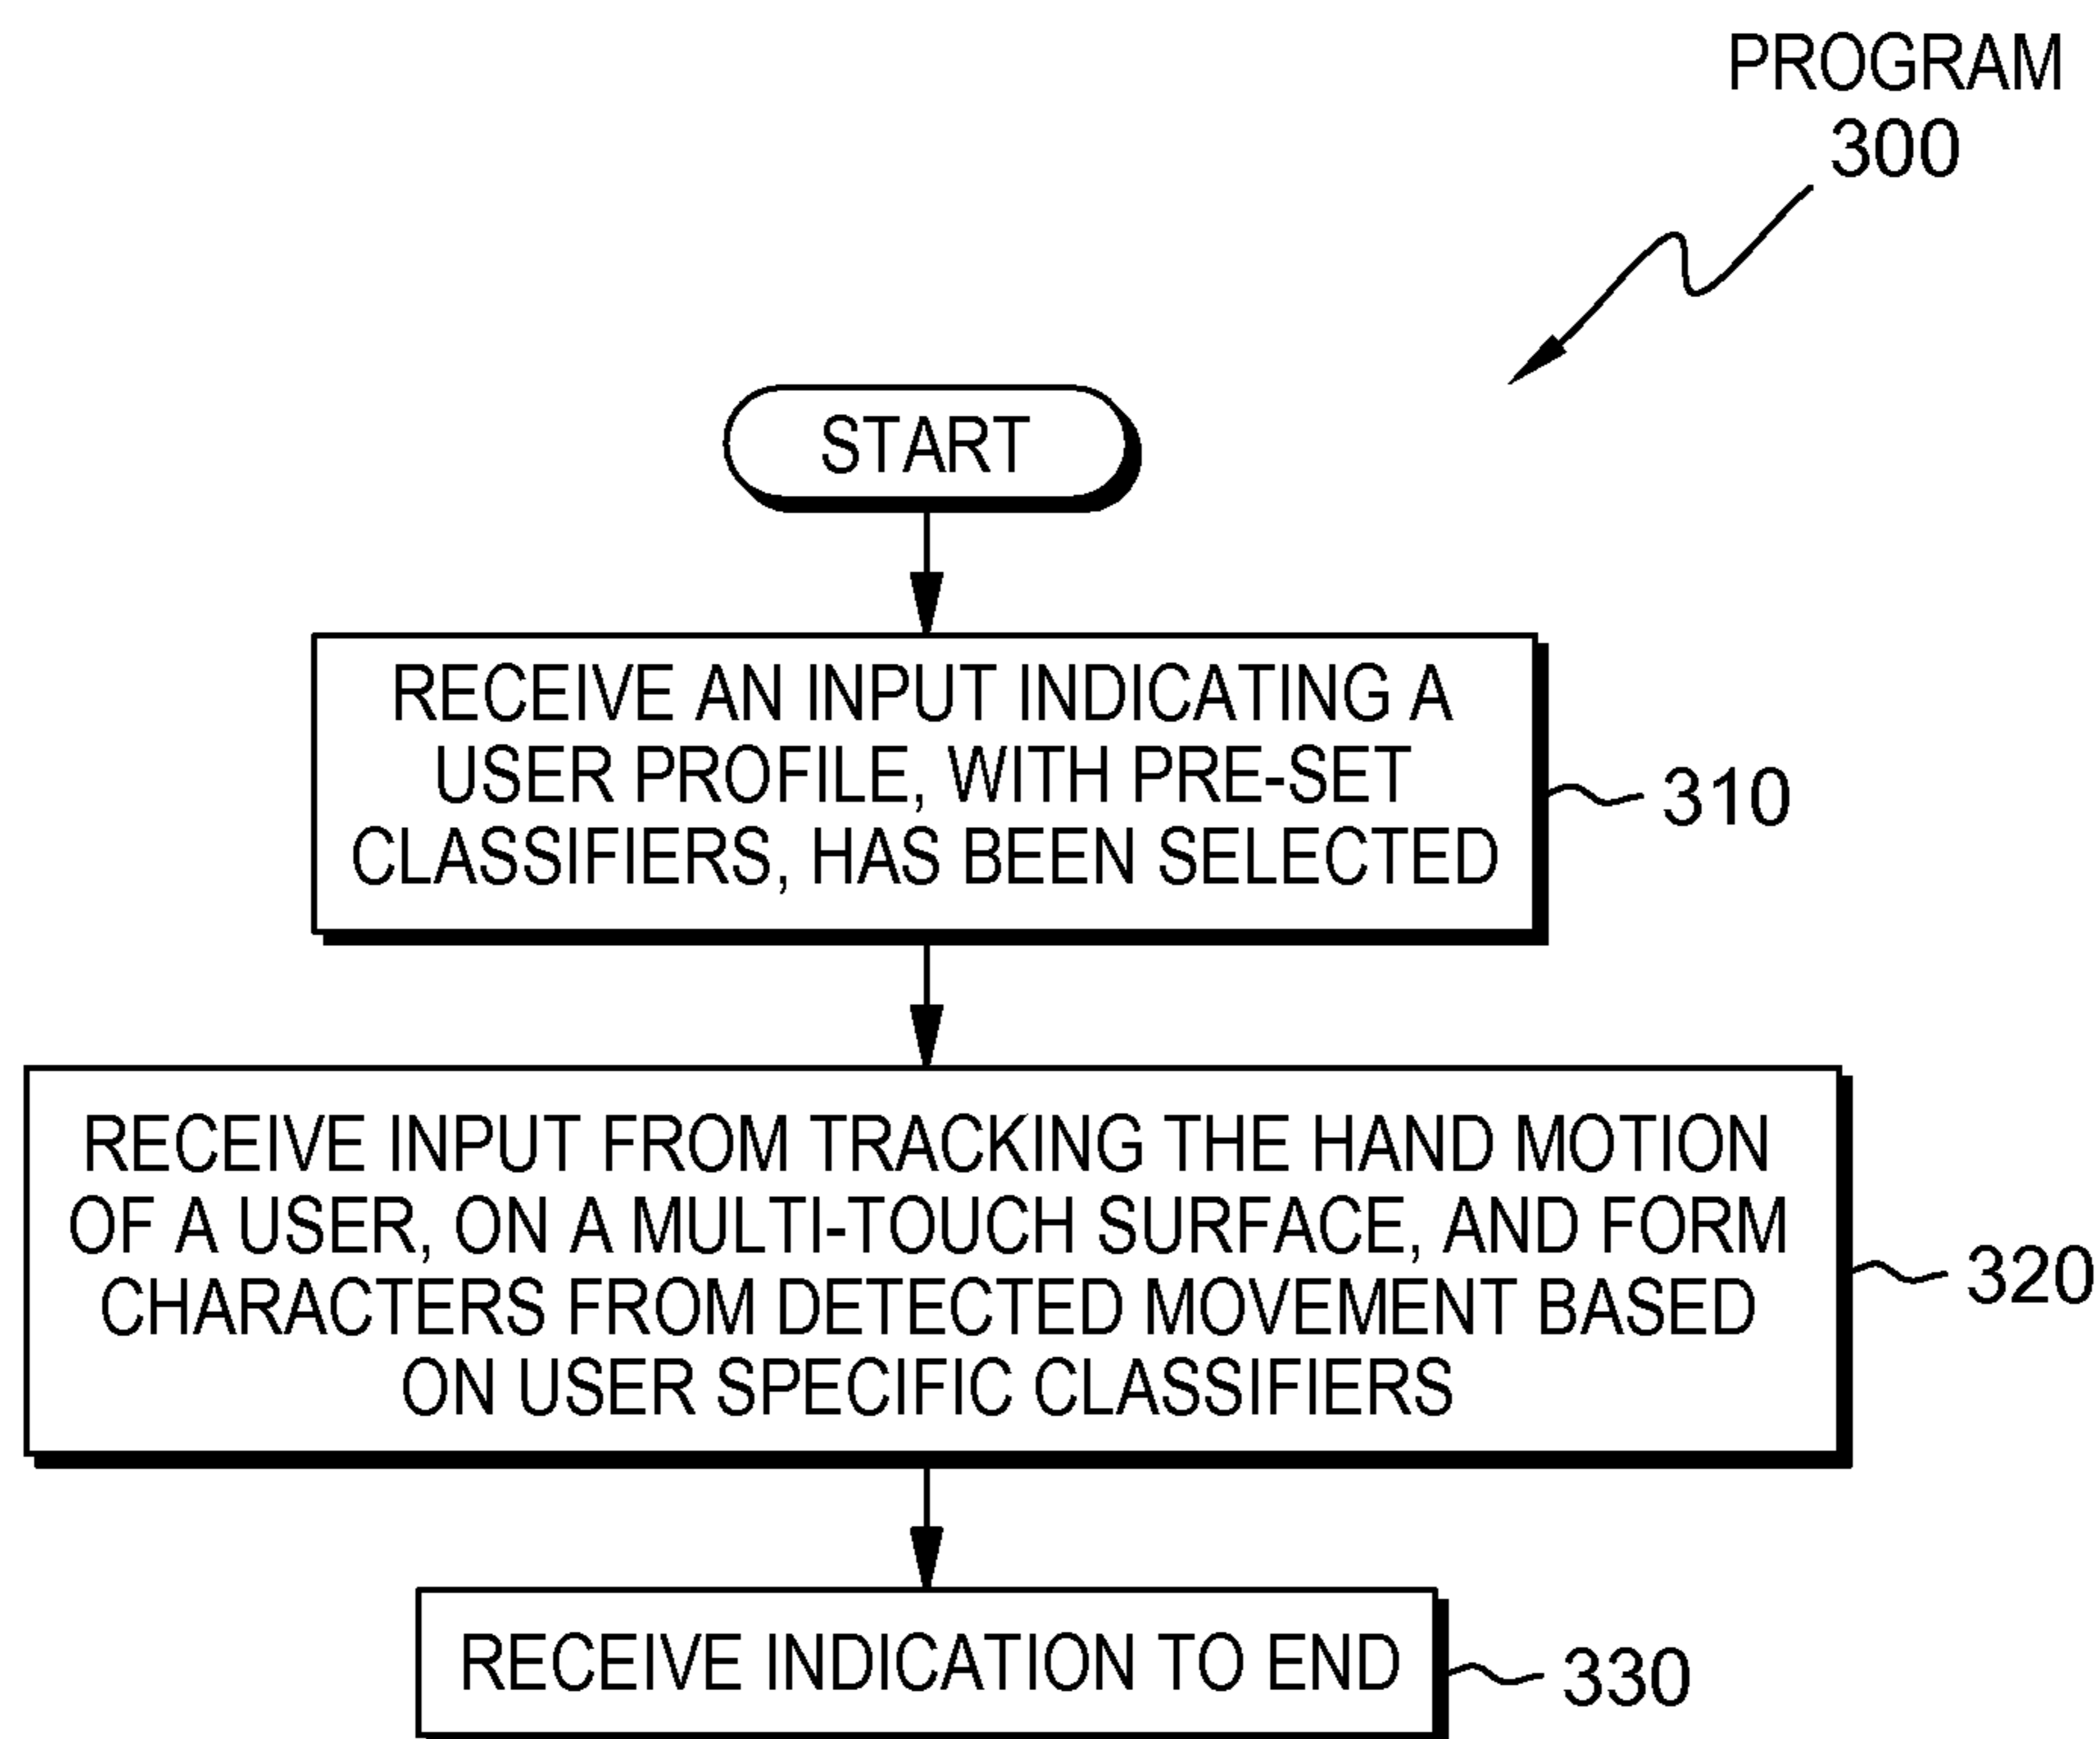 PROGRAM
300
START
RECEIVE AN INPUT INDICATING A
USER PROFILE, WITH PRE-SET
CLASSIFIERS, HAS BEEN SELECTED
310
RECEIVE INPUT FROM TRACKING THE HAND MOTION
OF A USER, ON A MULTI-TOUCH SURFACE, AND FORM
CHARACTERS FROM DETECTED MOVEMENT BASED
ON USER SPECIFIC CLASSIFIERS
320
RECEIVE INDICATION TO END
330